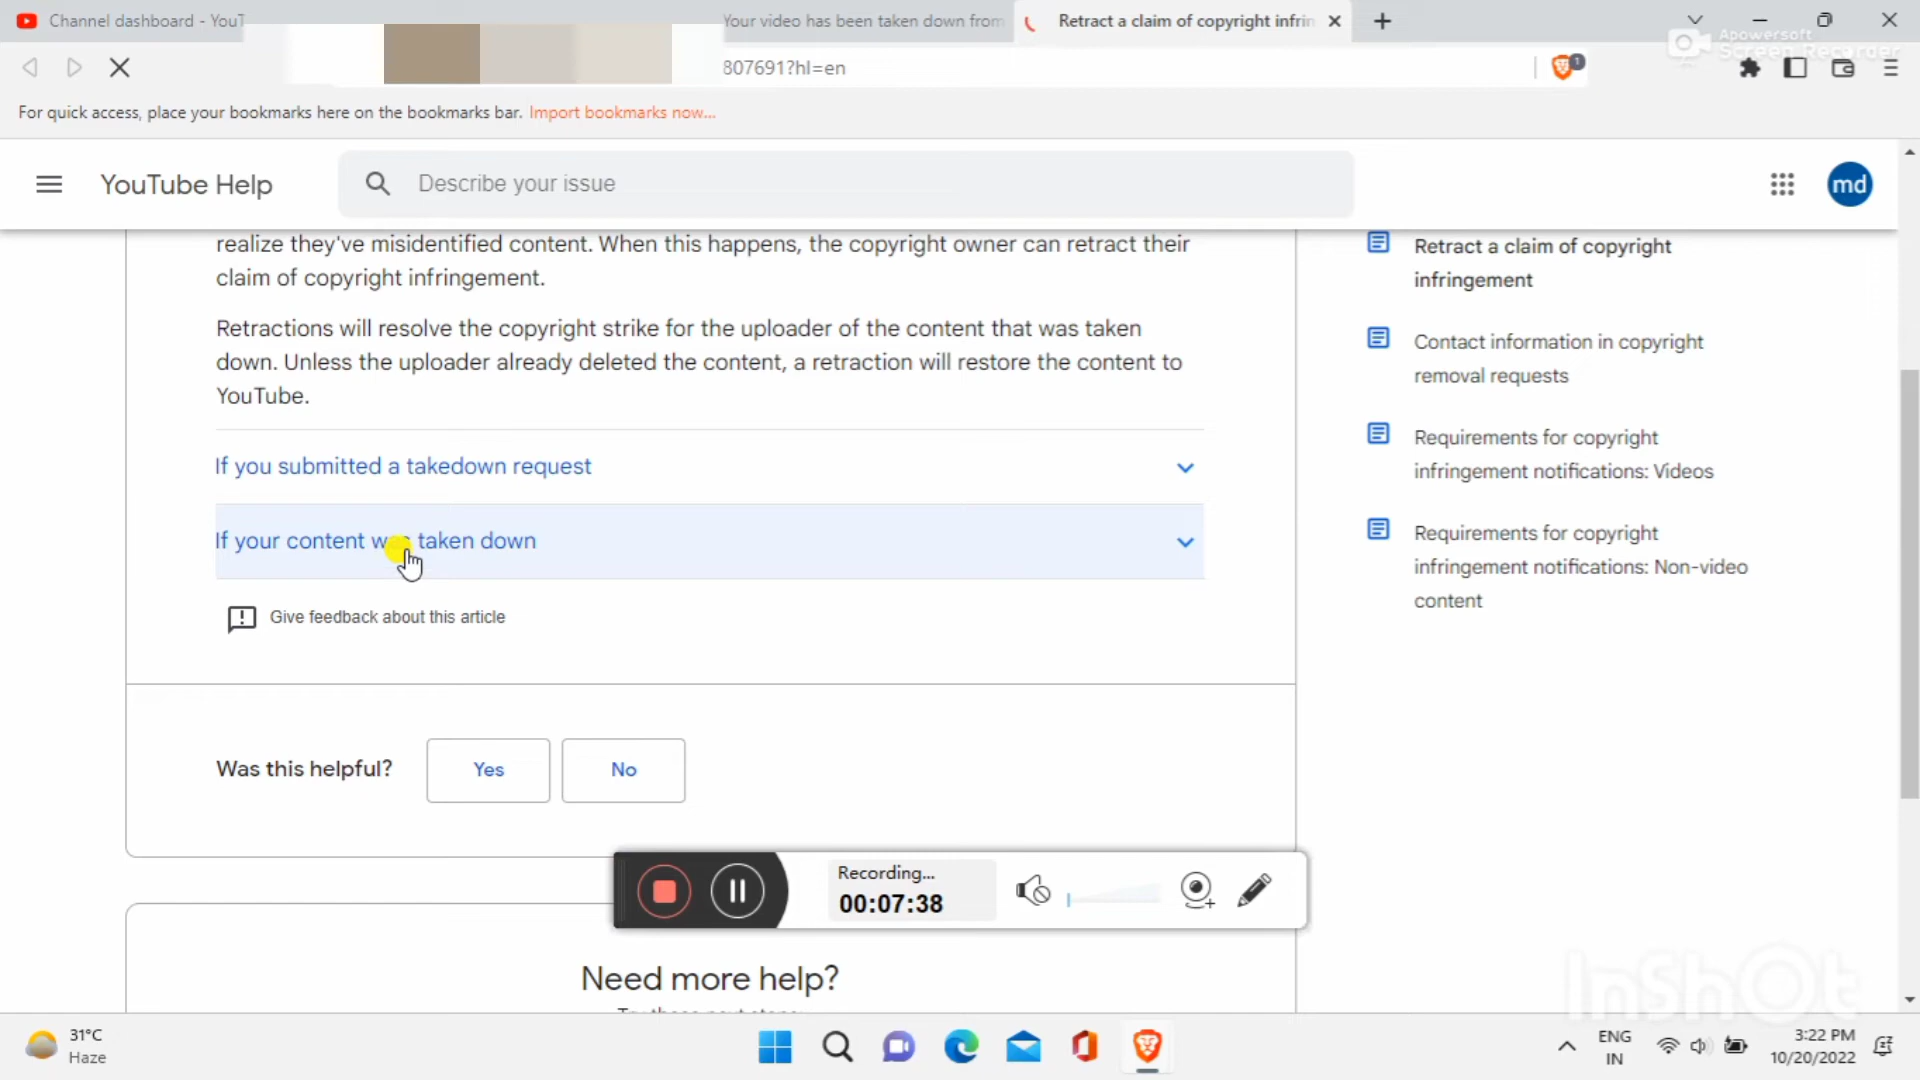 Channel dashboard - YouT
Your video has been taken down from
Retract a claim of copyright infrin
Apowersoft
Screen Recorder
807691?hl=en
1
For quick access, place your bookmarks here on the bookmarks bar. Import bookmarks now...
YouTube Help
Describe your issue
md
realize they've misidentified content. When this happens, the copyright owner can retract their
claim of copyright infringement.
Retractions will resolve the copyright strike for the uploader of the content that was taken
down. Unless the uploader already deleted the content, a retraction will restore the content to
YouTube.
If you submitted a takedown request
If your content was taken down
Give feedback about this article
Was this helpful?
Yes
No
Need more help?
Retract a claim of copyright
infringement
Contact information in copyright
removal requests
Requirements for copyright
infringement notifications: Videos
Requirements for copyright
infringement notifications: Non-video
content
Recording...
00:07:38
InShOt
31°C
Haze
ENG
IN
3:22 PM
10/20/2022